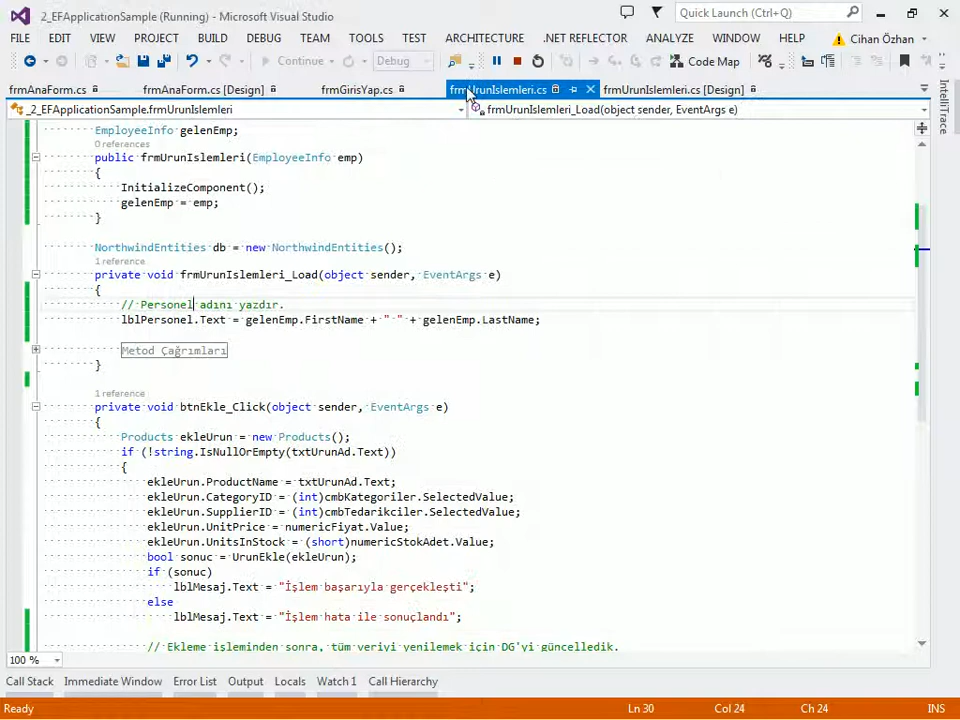 2_EFApplicationSample (Running) - Microsoft Visual Studio
Quick Launch (Ctrl+Q)
FILE EDIT VIEW PROJECT BUILD DEBUG TEAM TOOLS TEST ARCHITECTURE .NET REFLECTOR ANALYZE WINDOW HELP Cihan Özhan
Continue Debug Code Map
frmAnaForm.cs frmAnaForm.cs [Design] frmGirisYap.cs frmUrunIslemleri.cs frmUrunIslemleri.cs [Design]
_2_EFApplicationSample.frmUrunIslemleri frmUrunIslemleri_Load(object sender, EventArgs e)
IntelliTrace
EmployeeInfo gelenEmp;
0 references
public frmUrunIslemleri(EmployeeInfo emp)
{
InitializeComponent();
gelenEmp = emp;
}
NorthwindEntities db = new NorthwindEntities();
1 reference
private void frmUrunIslemleri_Load(object sender, EventArgs e)
{
// Personel adını yazdır.
lblPersonel.Text = gelenEmp.FirstName + " " + gelenEmp.LastName;
Metod Çağrımları
}
1 reference
private void btnEkle_Click(object sender, EventArgs e)
{
Products ekleUrun = new Products();
if (!string.IsNullOrEmpty(txtUrunAd.Text))
{
ekleUrun.ProductName = txtUrunAd.Text;
ekleUrun.CategoryID = (int)cmbKategoriler.SelectedValue;
ekleUrun.SupplierID = (int)cmbTedarikciler.SelectedValue;
ekleUrun.UnitPrice = numericFiyat.Value;
ekleUrun.UnitsInStock = (short)numericStokAdet.Value;
bool sonuc = UrunEkle(ekleUrun);
if (sonuc)
lblMesaj.Text = "İşlem başarıyla gerçekleşti";
else
lblMesaj.Text = "İşlem hata ile sonuçlandı";
// Ekleme işleminden sonra, tüm veriyi yenilemek için DG'yi güncelledik.
100 %
Call Stack Immediate Window Error List Output Locals Watch 1 Call Hierarchy
Ready Ln 30 Col 24 Ch 24 INS